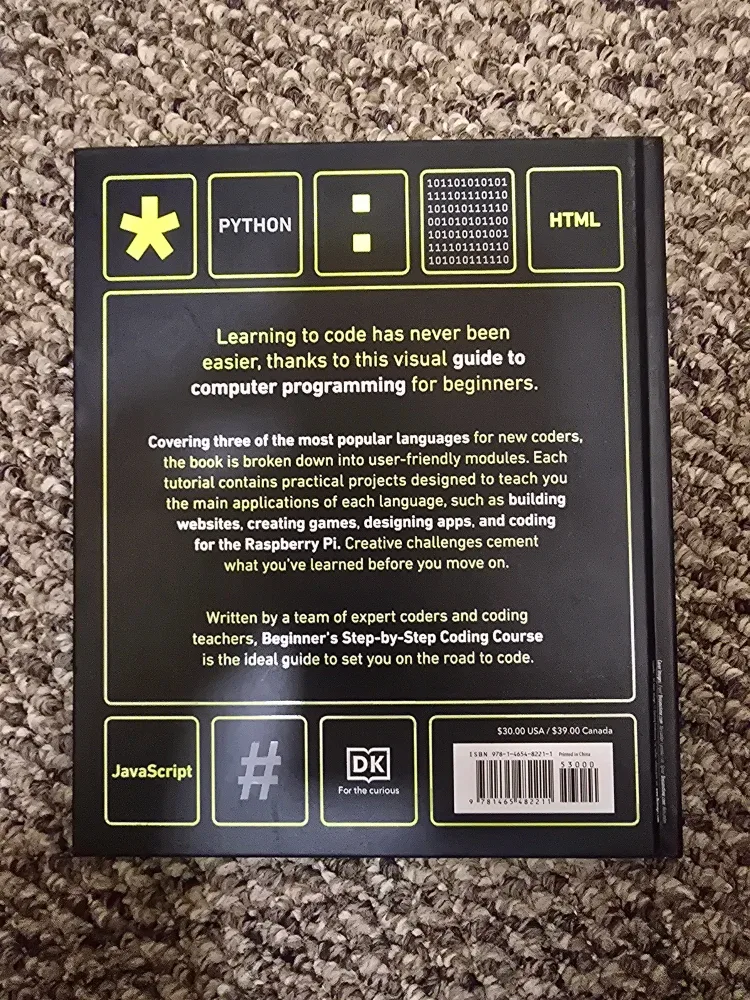 *
PYTHON
:
101101010101
111101110110
101010111110
001010101100
101010101001
111101110110
101010111110
HTML
Learning to code has never been
easier, thanks to this visual guide to
computer programming for beginners.
Covering three of the most popular languages for new coders,
the book is broken down into user-friendly modules. Each
tutorial contains practical projects designed to teach you
the main applications of each language, such as building
websites, creating games, designing apps, and coding
for the Raspberry Pi. Creative challenges cement
what you've learned before you move on.
Written by a team of expert coders and coding
teachers, Beginner's Step-by-Step Coding Course
is the ideal guide to set you on the road to code.
JavaScript
#
DK
For the curious
$30.00 USA / $39.00 Canada
ISBN 978-1-4654-8221-1 Printed in China
53000
9 781465 482211